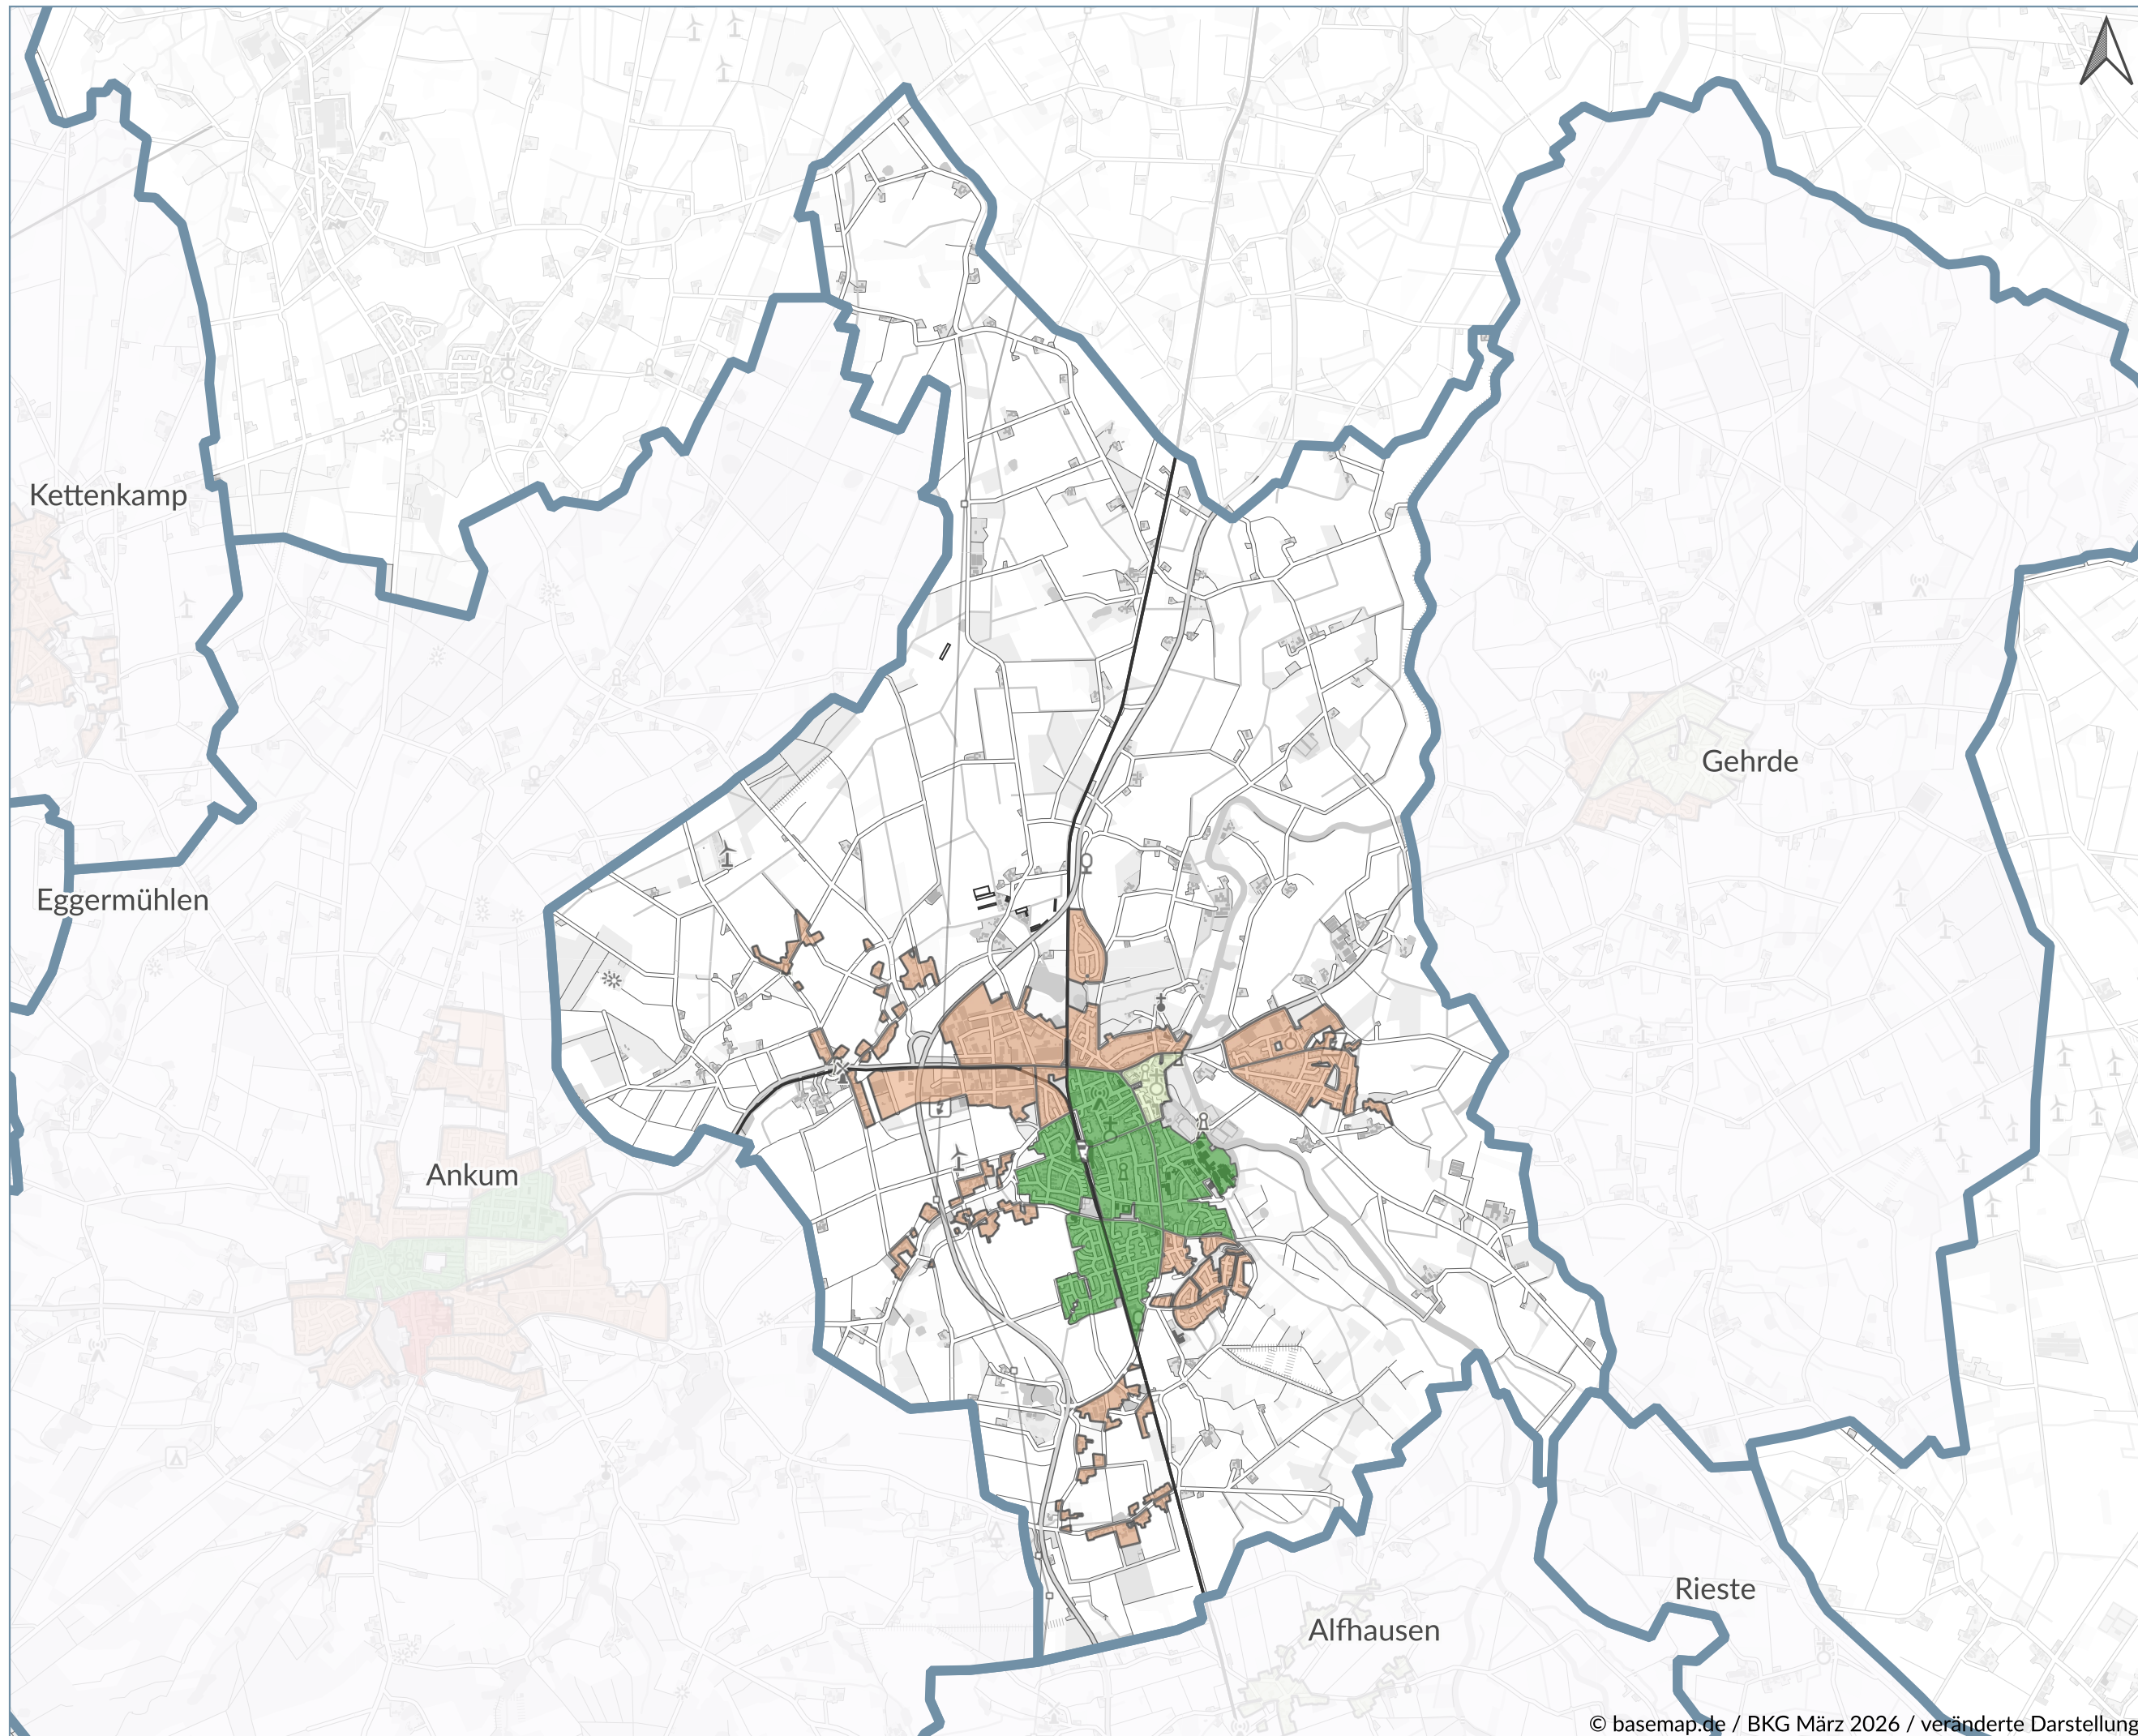 Kettenkamp
Gehrde
Eggermühlen
Ankum
Rieste
Alfhausen
© basemap.de / BKG März 2026 / veränderte Darstellung